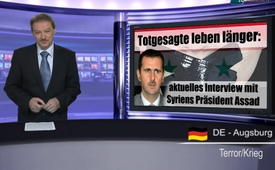 Totgesagte leben länger:
aktuelles Interview mit
Syriens Präsident Assad
DE - Augsburg
Terror/Krieg